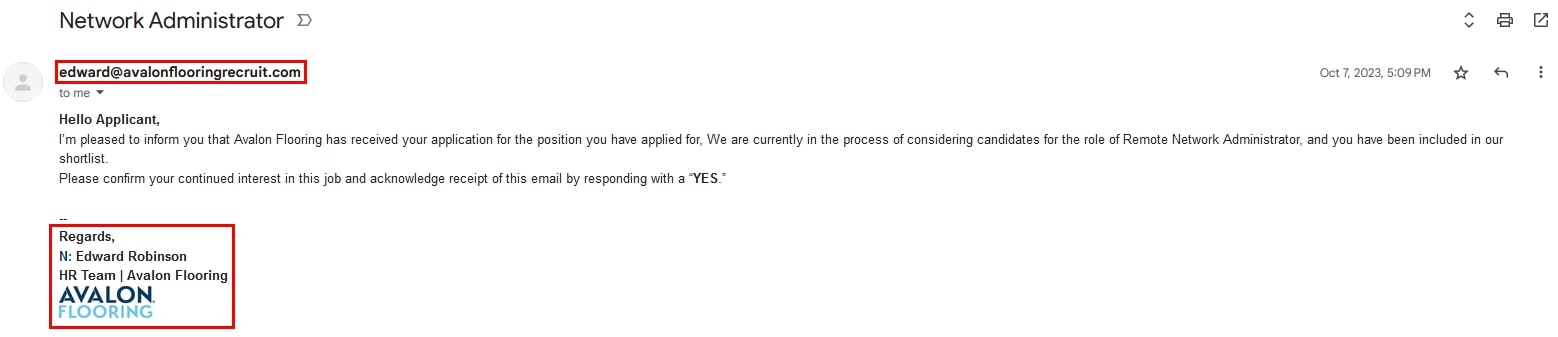 Network Administrator
edward@avalonflooringrecruit.com
Oct 7, 2023, 5:09 PM
to me
Hello Applicant,
I'm pleased to inform you that Avalon Flooring has received your application for the position you have applied for, We are currently in the process of considering candidates for the role of Remote Network Administrator, and you have been included in our
shortlist.
Please confirm your continued interest in this job and acknowledge receipt of this email by responding with a “YES.”
--
Regards,
N: Edward Robinson
HR Team | Avalon Flooring
AVALON
FLOORING